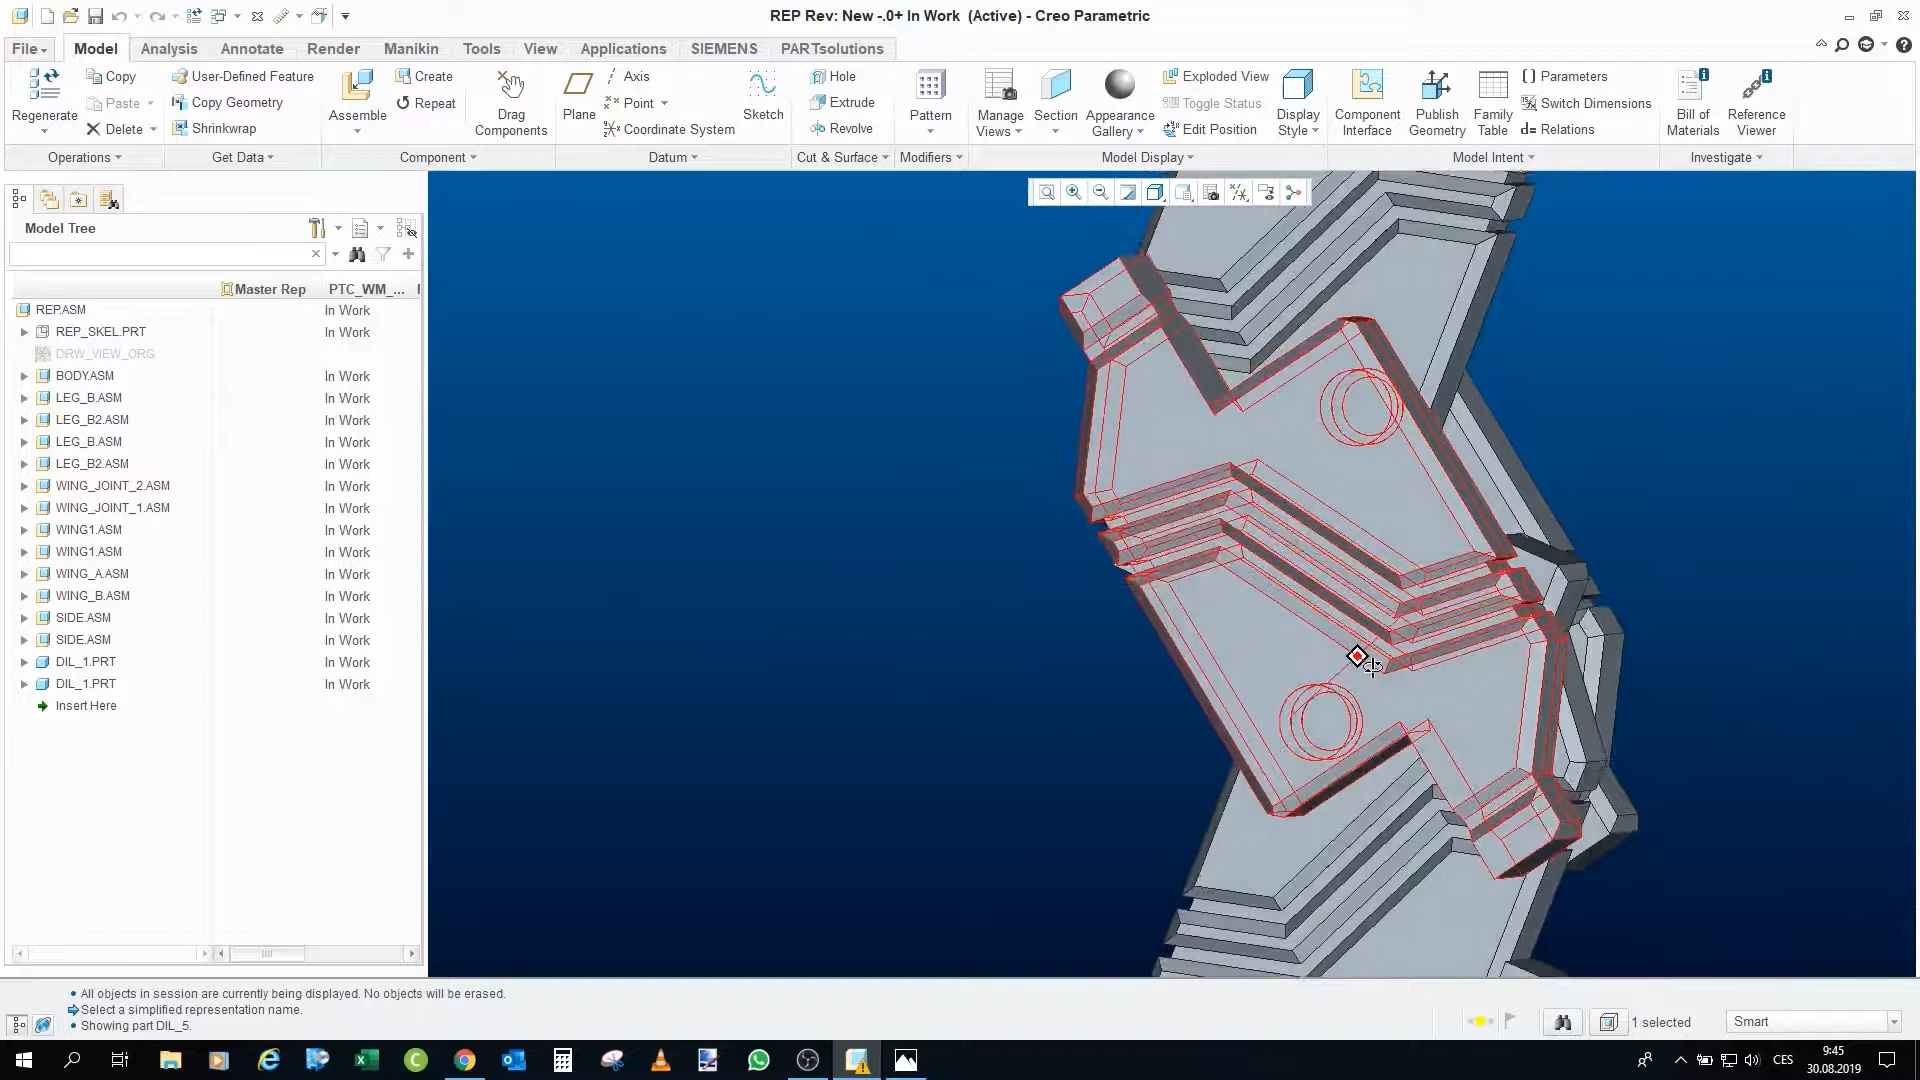 REP Rev: New -.0+ In Work (Active) - Creo Parametric
File Model Analysis Annotate Render Manikin Tools View Applications SIEMENS PARTsolutions
Regenerate
Copy
Paste
Delete
User-Defined Feature
Copy Geometry
Shrinkwrap
Assemble
Create
Repeat
Drag
Components
Plane
Axis
Point
Coordinate System
Sketch
Hole
Extrude
Revolve
Pattern
Manage
Views
Section
Appearance
Gallery
Exploded View
Toggle Status
Edit Position
Display
Style
Component
Interface
Publish
Geometry
Family
Table
Parameters
Switch Dimensions
Relations
Bill of
Materials
Reference
Viewer
Operations Get Data Component Datum Cut & Surface Modifiers Model Display Model Intent Investigate
Model Tree
Master Rep PTC_WM_...
REP.ASM In Work
REP_SKEL.PRT In Work
DRW_VIEW_ORG
BODY.ASM In Work
LEG_B.ASM In Work
LEG_B2.ASM In Work
LEG_B.ASM In Work
LEG_B2.ASM In Work
WING_JOINT_2.ASM In Work
WING_JOINT_1.ASM In Work
WING1.ASM In Work
WING1.ASM In Work
WING_A.ASM In Work
WING_B.ASM In Work
SIDE.ASM In Work
SIDE.ASM In Work
DIL_1.PRT In Work
DIL_1.PRT In Work
Insert Here
• All objects in session are currently being displayed. No objects will be erased.
Select a simplified representation name.
• Showing part DIL_5.
1 selected
Smart
CES
9:45
30.08.2019